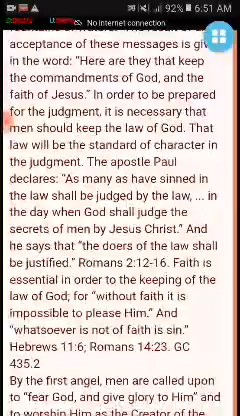 92% 6:51 AM
No internet connection
acceptance of these messages is giv
in the word: “Here are they that keep
the commandments of God, and the
faith of Jesus.” In order to be prepared
for the judgment, it is necessary that
men should keep the law of God. That
law will be the standard of character in
the judgment. The apostle Paul
declares: “As many as have sinned in
the law shall be judged by the law, ... in
the day when God shall judge the
secrets of men by Jesus Christ.” And
he says that “the doers of the law shall
be justified.” Romans 2:12-16. Faith is
essential in order to the keeping of the
law of God; for “without faith it is
impossible to please Him.” And
“whatsoever is not of faith is sin.”
Hebrews 11:6; Romans 14:23. GC
435.2
By the first angel, men are called upon
to “fear God, and give glory to Him” and
to worship Him as the Creator of the